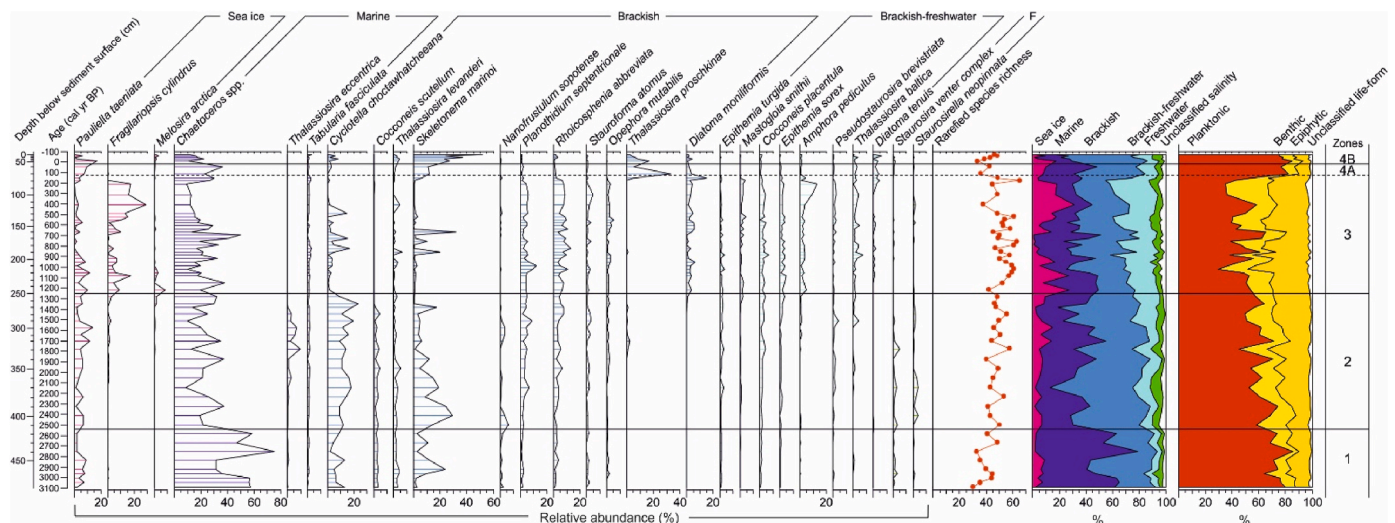 Sea ice Marine Brackish Brackish-freshwater F
Depth below sediment surface (cm)
Age (cal yr BP)
Pauliella taeniata
Fragilariopsis cylindrus
Melosira arctica
Chaetoceros spp.
Thalassiosira eccentrica
Tabularia fasciculata
Cyclotella choctawhatcheeana
Cocconeis scutellum
Thalassiosira levanderi
Skeletonema marinoi
Nanofrustulum sopotense
Planothidium septentrionale
Rhoicosphenia abbreviata
Stauroforma atomus
Opephora mutabilis
Thalassiosira proschkinae
Diatoma moniliformis
Epithemia turgida
Mastogloia smithii
Cocconeis placentula
Epithemia sorex
Amphora pediculus
Pseudostaurosira brevistriata
Thalassiosira baltica
Diatoma tenuis
Staurosira venter complex
Staurosirella neopinnata
Rarefied species richness
Sea ice
Marine
Brackish
Brackish-freshwater
Freshwater
Unclassified salinity
Planktonic
Benthic
Epiphytic
Unclassified life-form
Zones
0
50
100
150
200
250
300
350
400
450
-100
0
100
200
300
400
500
600
700
800
900
1000
1100
1200
1300
1400
1500
1600
1700
1800
1900
2000
2100
2200
2300
2400
2500
2600
2700
2800
2900
3000
3100
4B
4A
3
2
1
20 20 20 40 60 80 20 20 40 60 20 20 40 20 20 40 60 20 40 60 80 100 20 40 60 80 100
Relative abundance (%)
% %